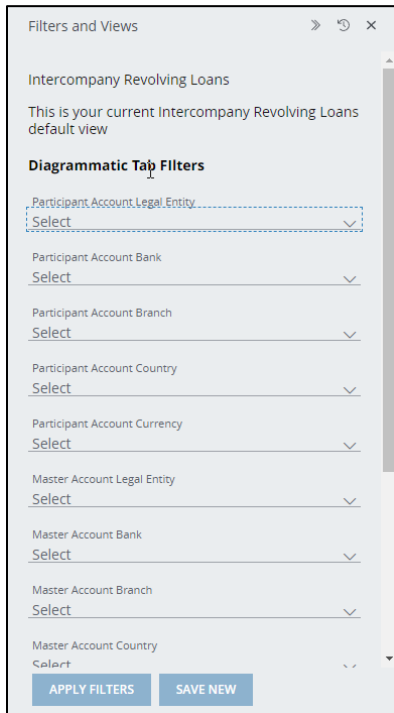 Filters and Views
Intercompany Revolving Loans
This is your current Intercompany Revolving Loans
default view
Diagrammatic Tab FIlters
Participant Account Legal Entity
Select
Participant Account Bank
Select
Participant Account Branch
Select
Participant Account Country
Select
Participant Account Currency
Select
Master Account Legal Entity
Select
Master Account Bank
Select
Master Account Branch
Select
Master Account Country
Select
APPLY FILTERS SAVE NEW